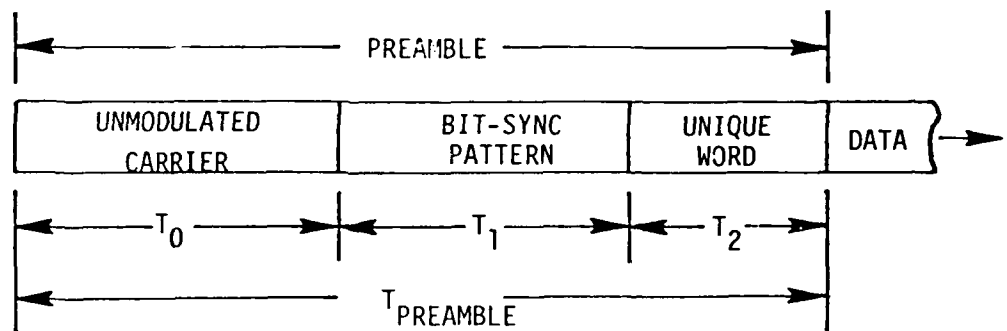 PREAMBLE
UNMODULATED
CARRIER
BIT-SYNC
PATTERN
UNIQUE
WORD
DATA
T0
T1
T2
TPREAMBLE